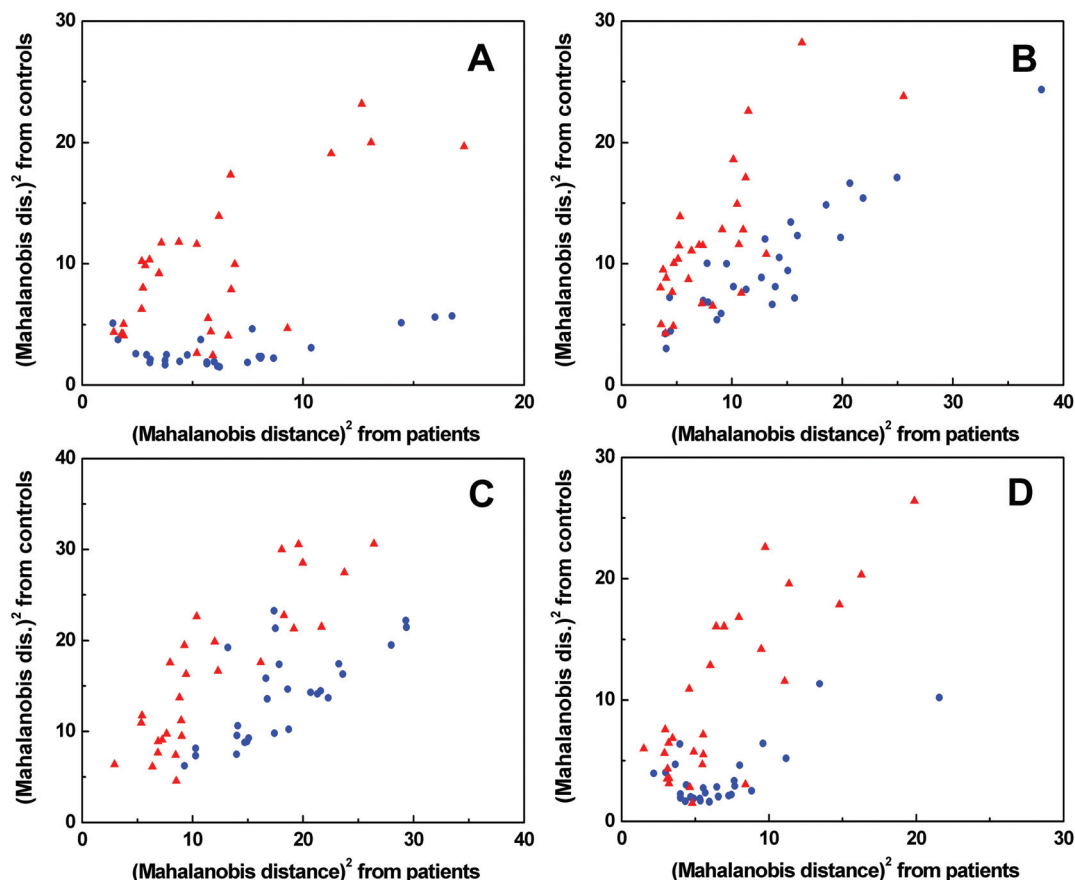 A
(Mahalanobis dis.)² from controls
30
20
10
0
0 10 20
(Mahalanobis distance)² from patients
B
(Mahalanobis dis.)² from controls
30
20
10
0
0 10 20 30 40
(Mahalanobis distance)² from patients
C
(Mahalanobis dis.)² from controls
40
30
20
10
0
0 10 20 30 40
(Mahalanobis distance)² from patients
D
(Mahalanobis dis.)² from controls
30
20
10
0
0 10 20 30
(Mahalanobis distance)² from patients